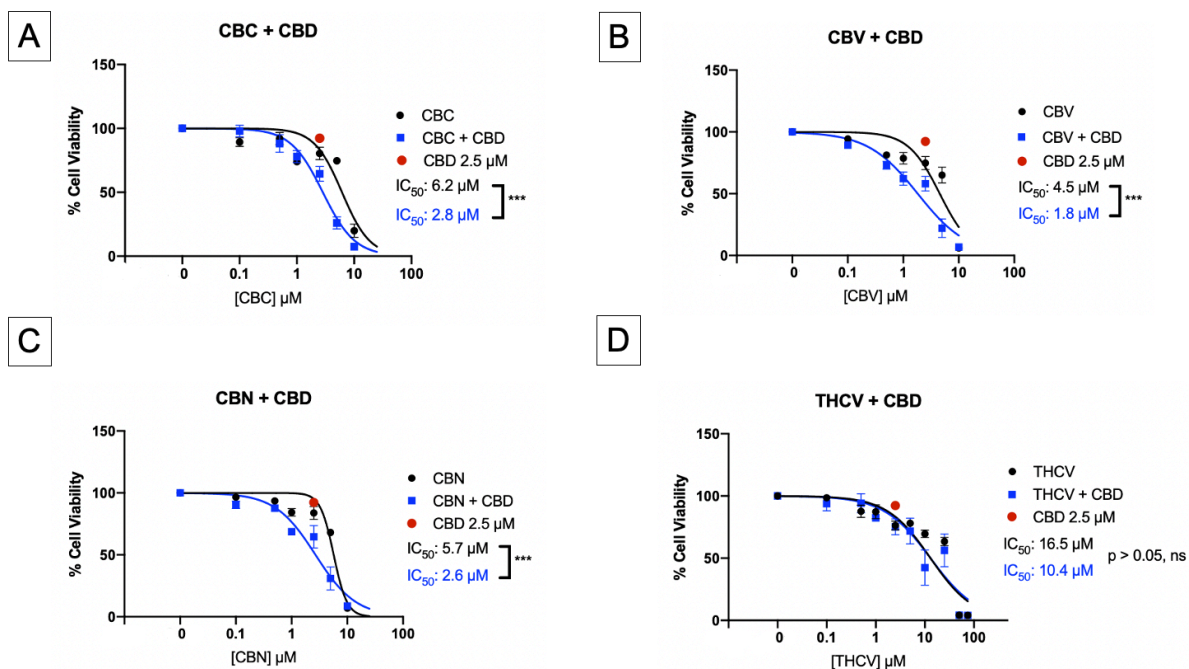 A
CBC + CBD
% Cell Viability
150
100
50
0
0
0.1
1
10
100
[CBC] µM
CBC
CBC + CBD
CBD 2.5 µM
IC₅₀: 6.2 µM
IC₅₀: 2.8 µM
***
B
CBV + CBD
% Cell Viability
150
100
50
0
0
0.1
1
10
100
[CBV] µM
CBV
CBV + CBD
CBD 2.5 µM
IC₅₀: 4.5 µM
IC₅₀: 1.8 µM
***
C
CBN + CBD
% Cell Viability
150
100
50
0
0
0.1
1
10
100
[CBN] µM
CBN
CBN + CBD
CBD 2.5 µM
IC₅₀: 5.7 µM
IC₅₀: 2.6 µM
***
D
THCV + CBD
% Cell Viability
150
100
50
0
0
0.1
1
10
100
[THCV] µM
THCV
THCV + CBD
CBD 2.5 µM
IC₅₀: 16.5 µM
IC₅₀: 10.4 µM
p > 0.05, ns